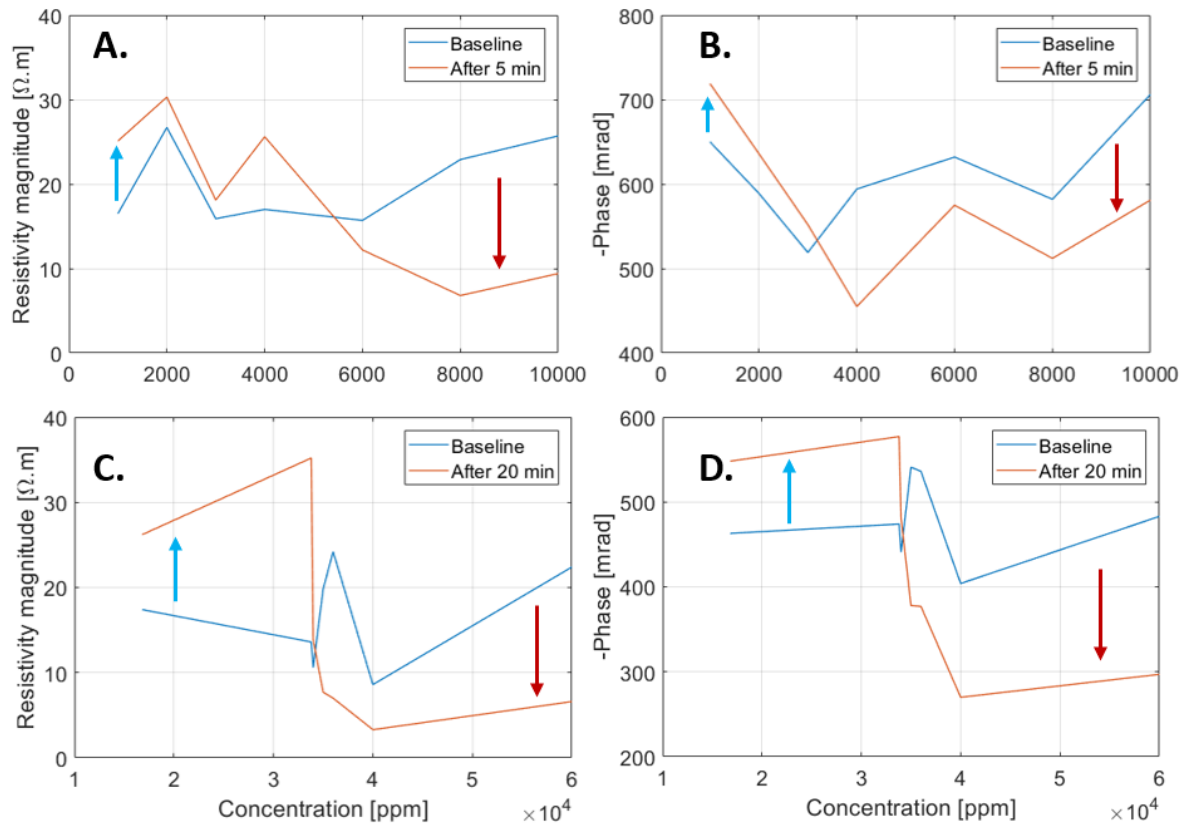 A.
Resistivity magnitude [Ω.m]
40
30
20
10
0
0
2000
4000
6000
8000
10000
Baseline
After 5 min
B.
-Phase [mrad]
800
700
600
500
400
0
2000
4000
6000
8000
10000
Baseline
After 5 min
C.
Resistivity magnitude [Ω.m]
40
30
20
10
0
1
2
3
4
5
6
×10⁴
Concentration [ppm]
Baseline
After 20 min
D.
-Phase [mrad]
600
500
400
300
200
1
2
3
4
5
6
×10⁴
Concentration [ppm]
Baseline
After 20 min